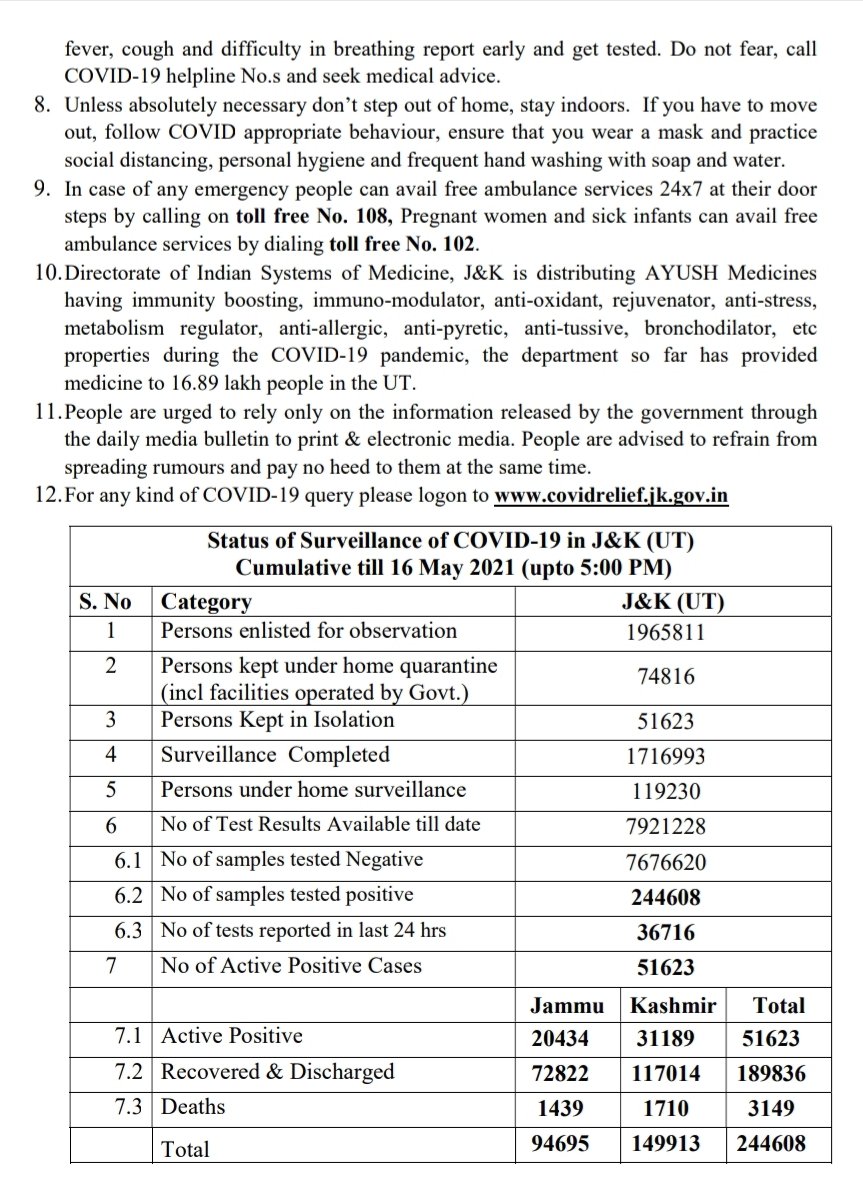 fever, cough and difficulty in breathing report early and get tested. Do not fear, call
COVID-19 helpline No.s and seek medical advice.
8. Unless absolutely necessary don’t step out of home, stay indoors. If you have to move
out, follow COVID appropriate behaviour, ensure that you wear a mask and practice
social distancing, personal hygiene and frequent hand washing with soap and water.
9. In case of any emergency people can avail free ambulance services 24x7 at their door
steps by calling on toll free No. 108, Pregnant women and sick infants can avail free
ambulance services by dialing toll free No. 102.
10. Directorate of Indian Systems of Medicine, J&K is distributing AYUSH Medicines
having immunity boosting, immuno-modulator, anti-oxidant, rejuvenator, anti-stress,
metabolism regulator, anti-allergic, anti-pyretic, anti-tussive, bronchodilator, etc
properties during the COVID-19 pandemic, the department so far has provided
medicine to 16.89 lakh people in the UT.
11. People are urged to rely only on the information released by the government through
the daily media bulletin to print & electronic media. People are advised to refrain from
spreading rumours and pay no heed to them at the same time.
12. For any kind of COVID-19 query please logon to www.covidrelief.jk.gov.in
Status of Surveillance of COVID-19 in J&K (UT)
Cumulative till 16 May 2021 (upto 5:00 PM)
S. No Category J&K (UT)
1 Persons enlisted for observation 1965811
2 Persons kept under home quarantine
(incl facilities operated by Govt.) 74816
3 Persons Kept in Isolation 51623
4 Surveillance Completed 1716993
5 Persons under home surveillance 119230
6 No of Test Results Available till date 7921228
6.1 No of samples tested Negative 7676620
6.2 No of samples tested positive 244608
6.3 No of tests reported in last 24 hrs 36716
7 No of Active Positive Cases 51623
Jammu Kashmir Total
7.1 Active Positive 20434 31189 51623
7.2 Recovered & Discharged 72822 117014 189836
7.3 Deaths 1439 1710 3149
Total 94695 149913 244608